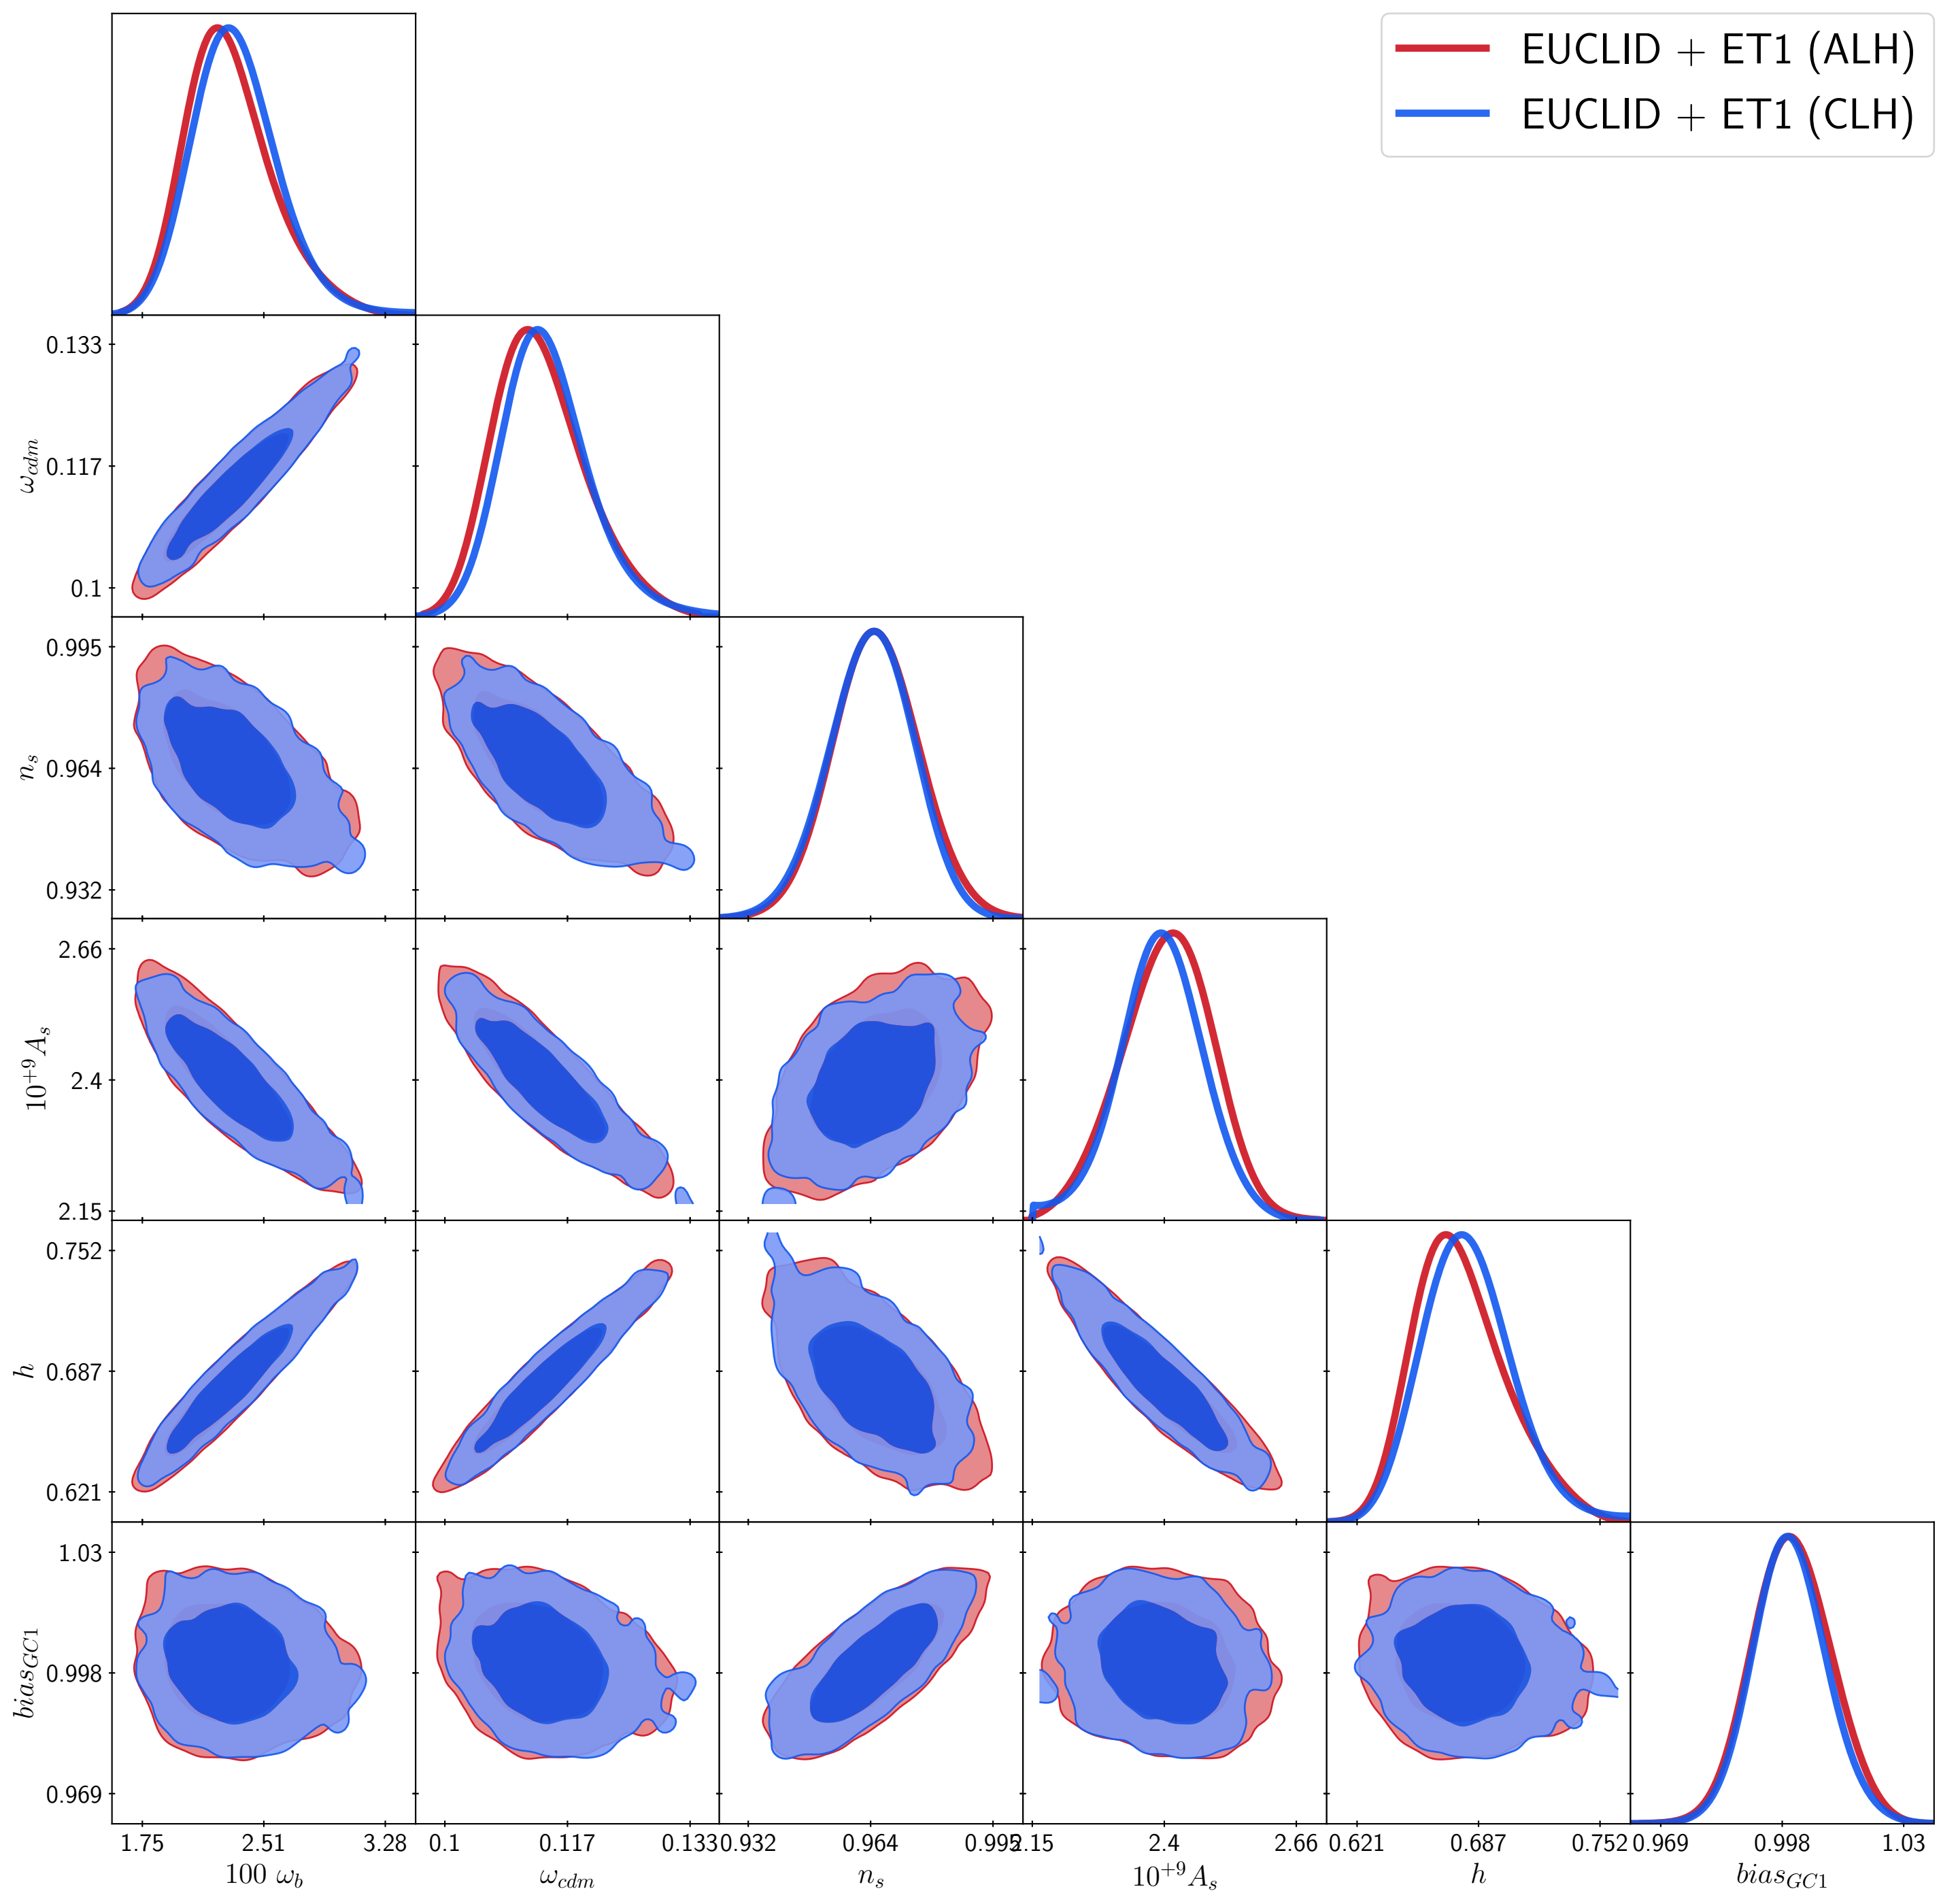 EUCLID + ET1 (ALH)
EUCLID + ET1 (CLH)
0.133
0.117
0.1
ω_cdm
0.995
0.964
0.932
n_s
2.66
2.4
2.15
10^{+9}A_s
0.752
0.687
0.621
h
1.03
0.998
0.969
bias_{GC1}
1.75 2.51 3.28 0.1 0.117 0.133 0.932 0.964 0.995 2.15 2.4 2.66 0.621 0.687 0.752 0.969 0.998 1.03
100 ω_b ω_cdm n_s 10^{+9}A_s h bias_{GC1}